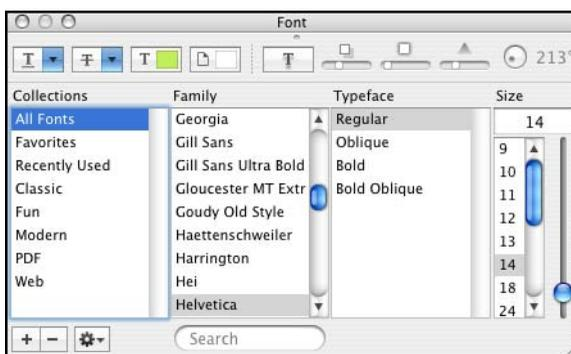 Font
T T T T 213°
Collections Family Typeface Size
All Fonts Georgia Regular 14
Favorites Gill Sans Oblique 9
Recently Used Gill Sans Ultra Bold Bold 10
Classic Gloucester MT Extr Bold Oblique 11
Fun Goudy Old Style 12
Modern Haettenschweiler 13
PDF Harrington 14
Web Hei 18
Helvetica 24
+ − Search